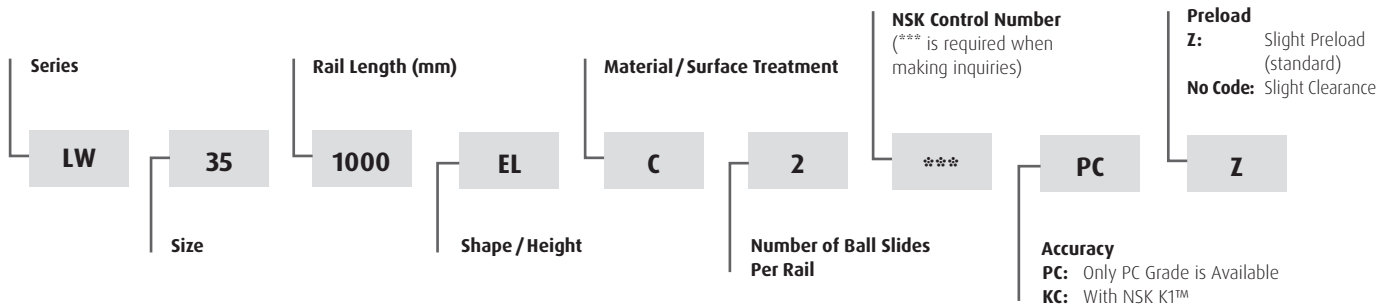 NSK Control Number
(*** is required when
making inquiries)
Preload
Z: Slight Preload
(standard)
No Code: Slight Clearance
Series
Rail Length (mm)
Material / Surface Treatment
LW 35 1000 EL C 2 *** PC Z
Size
Shape / Height
Number of Ball Slides
Per Rail
Accuracy
PC: Only PC Grade is Available
KC: With NSK K1™